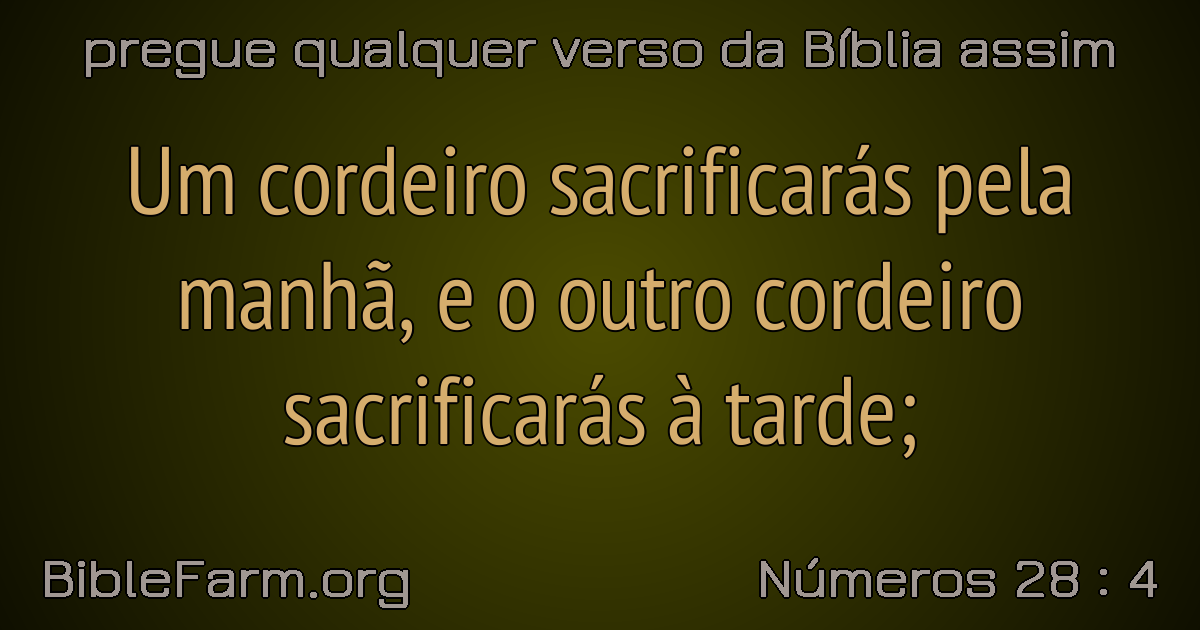 pregue qualquer verso da Bíblia assim
Um cordeiro sacrificarás pela
manhã, e o outro cordeiro
sacrificarás à tarde;
BibleFarm.org
Números 28 : 4